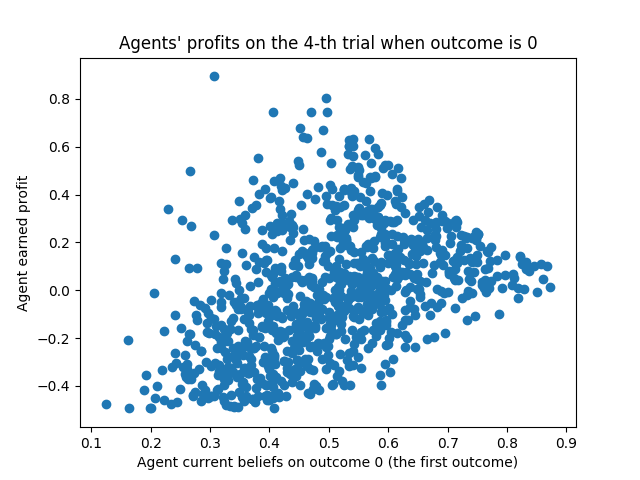 Agents' profits on the 4-th trial when outcome is 0
Agent earned profit
0.8
0.6
0.4
0.2
0.0
−0.2
−0.4
0.1 0.2 0.3 0.4 0.5 0.6 0.7 0.8 0.9
Agent current beliefs on outcome 0 (the first outcome)